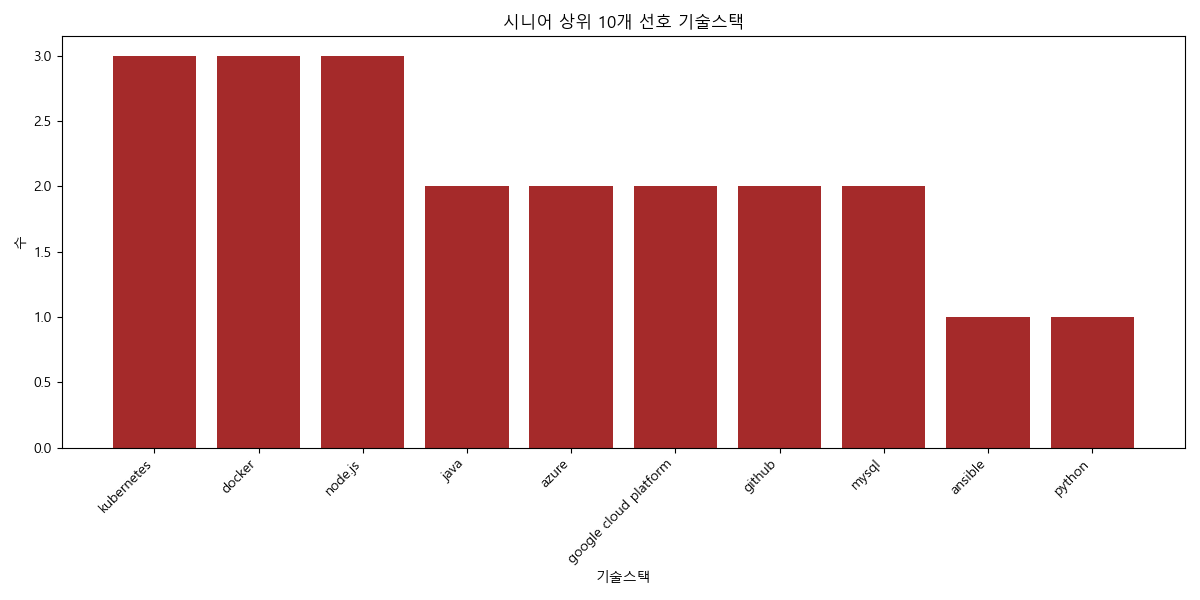 시니어 상위 10개 선호 기술스택
수
3.0
2.5
2.0
1.5
1.0
0.5
0.0
kubernetes
docker
node.js
java
azure
google cloud platform
github
mysql
ansible
python
기술스택